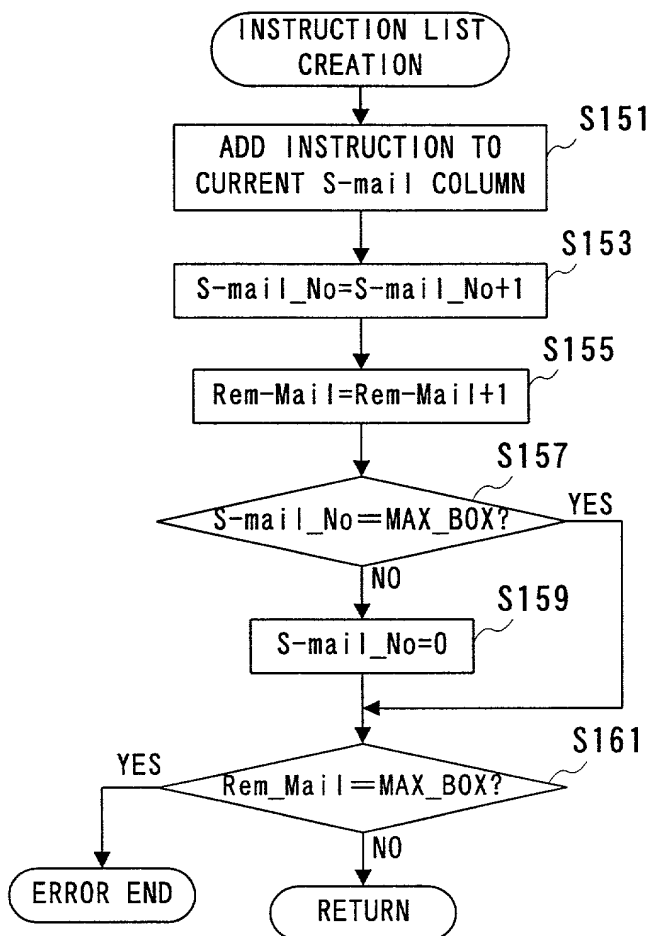 INSTRUCTION LIST
CREATION
S151
ADD INSTRUCTION TO
CURRENT S-mail COLUMN
S153
S-mail_No=S-mail_No+1
S155
Rem-Mail=Rem-Mail+1
S157
S-mail_No=MAX_BOX?
YES
NO
S159
S-mail_No=0
S161
YES
Rem_Mail=MAX_BOX?
NO
ERROR END
RETURN